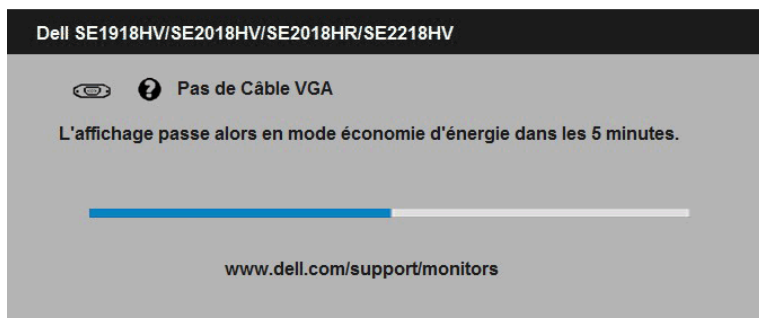 Dell SE1918HV/SE2018HV/SE2018HR/SE2218HV
Pas de Câble VGA
L'affichage passe alors en mode économie d'énergie dans les 5 minutes.
www.dell.com/support/monitors